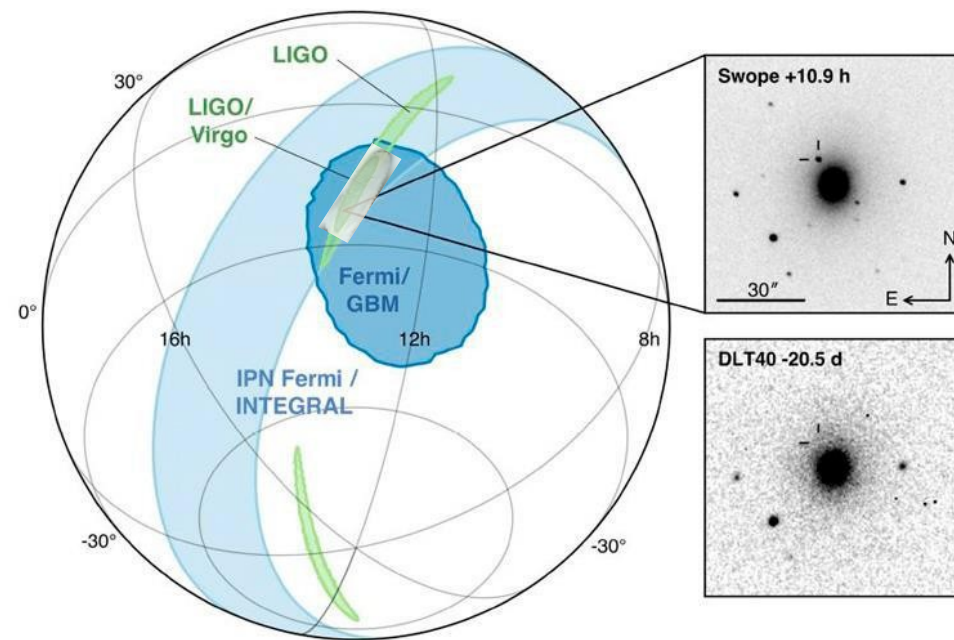 LIGO
30°
LIGO/
Virgo
Swope +10.9 h
N
E
30″
Fermi/
GBM
0°
16h
12h
8h
DLT40 -20.5 d
IPN Fermi /
INTEGRAL
-30°
-30°